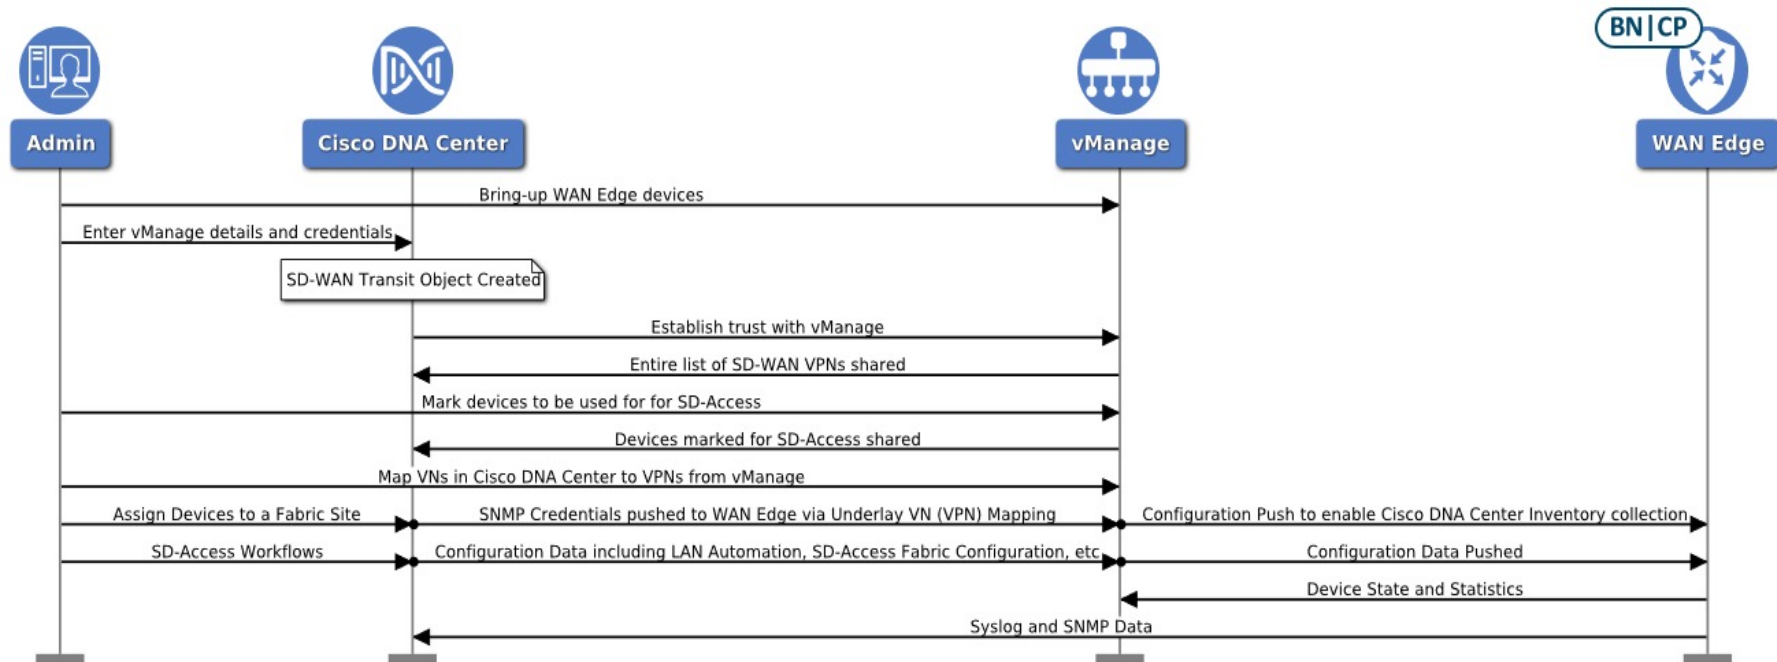 BN|CP
Admin
Cisco DNA Center
vManage
WAN Edge
Bring-up WAN Edge devices
Enter vManage details and credentials
SD-WAN Transit Object Created
Establish trust with vManage
Entire list of SD-WAN VPNs shared
Mark devices to be used for for SD-Access
Devices marked for SD-Access shared
Map VNs in Cisco DNA Center to VPNs from vManage
Assign Devices to a Fabric Site
SNMP Credentials pushed to WAN Edge via Underlay VN (VPN) Mapping
Configuration Push to enable Cisco DNA Center Inventory collection
SD-Access Workflows
Configuration Data including LAN Automation, SD-Access Fabric Configuration, etc
Configuration Data Pushed
Device State and Statistics
Syslog and SNMP Data